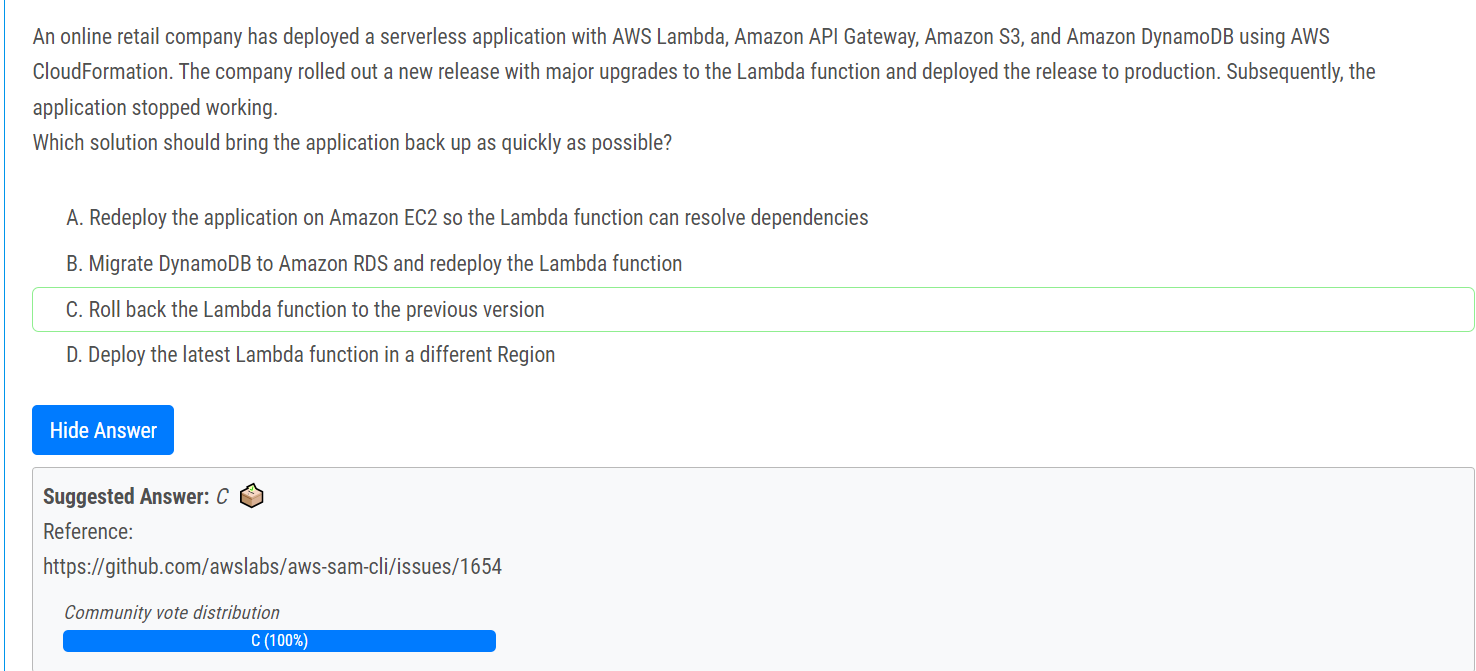 An online retail company has deployed a serverless application with AWS Lambda, Amazon API Gateway, Amazon S3, and Amazon DynamoDB using AWS
CloudFormation. The company rolled out a new release with major upgrades to the Lambda function and deployed the release to production. Subsequently, the
application stopped working.
Which solution should bring the application back up as quickly as possible?
A. Redeploy the application on Amazon EC2 so the Lambda function can resolve dependencies
B. Migrate DynamoDB to Amazon RDS and redeploy the Lambda function
C. Roll back the Lambda function to the previous version
D. Deploy the latest Lambda function in a different Region
Hide Answer
Suggested Answer: C
Reference:
https://github.com/awslabs/aws-sam-cli/issues/1654
Community vote distribution
C (100%)